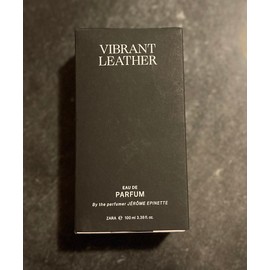 VIBRANT
LEATHER
EAU DE
PARFUM
By the perfumer JÉRÔME EPINETTE
ZARA ℮ 100 ml 3.38 fl. oz.